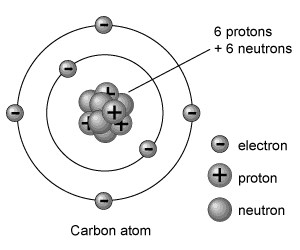 6 protons
+ 6 neutrons
electron
proton
neutron
Carbon atom